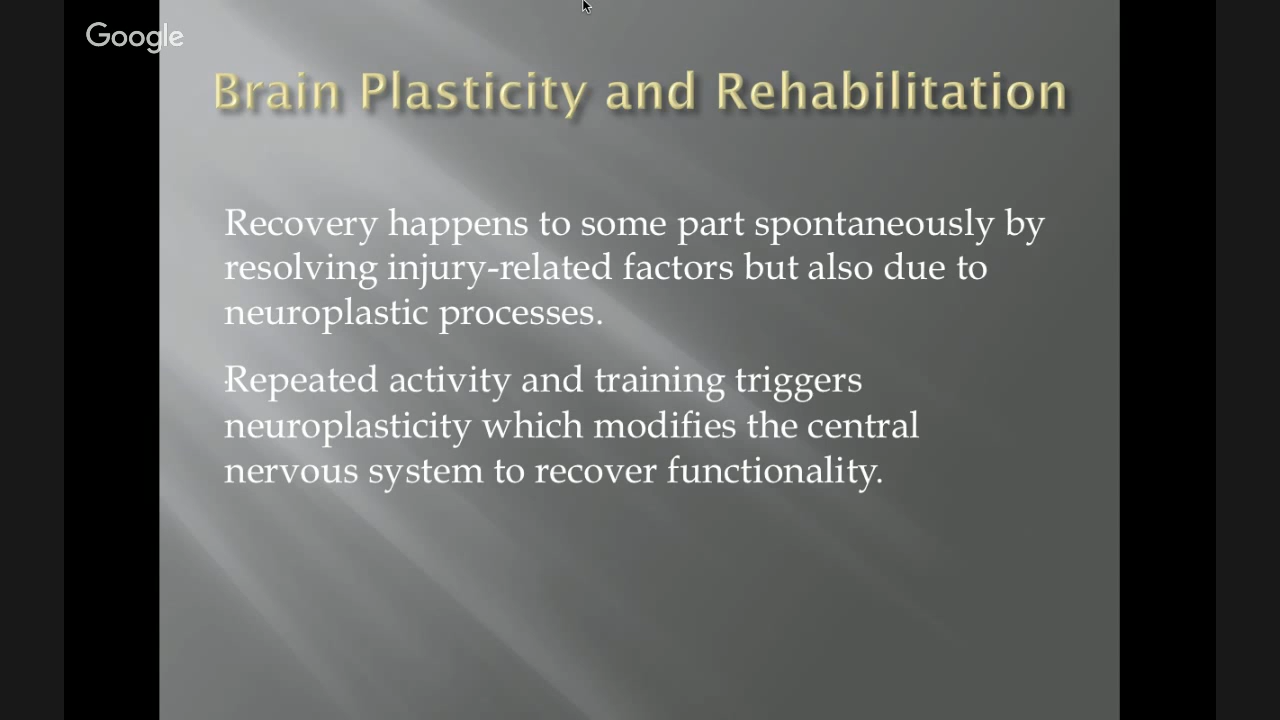 Google
Brain Plasticity and Rehabilitation
Recovery happens to some part spontaneously by
resolving injury-related factors but also due to
neuroplastic processes.
Repeated activity and training triggers
neuroplasticity which modifies the central
nervous system to recover functionality.